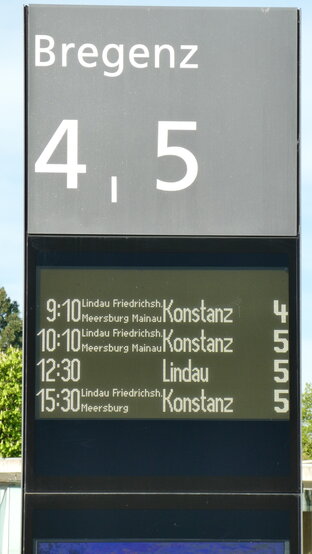 Bregenz
4 | 5
9:10 Lindau Friedrichsh. Meersburg Mainau Konstanz 4
10:10 Lindau Friedrichsh. Meersburg Mainau Konstanz 5
12:30 Lindau 5
15:30 Lindau Friedrichsh. Meersburg Konstanz 5